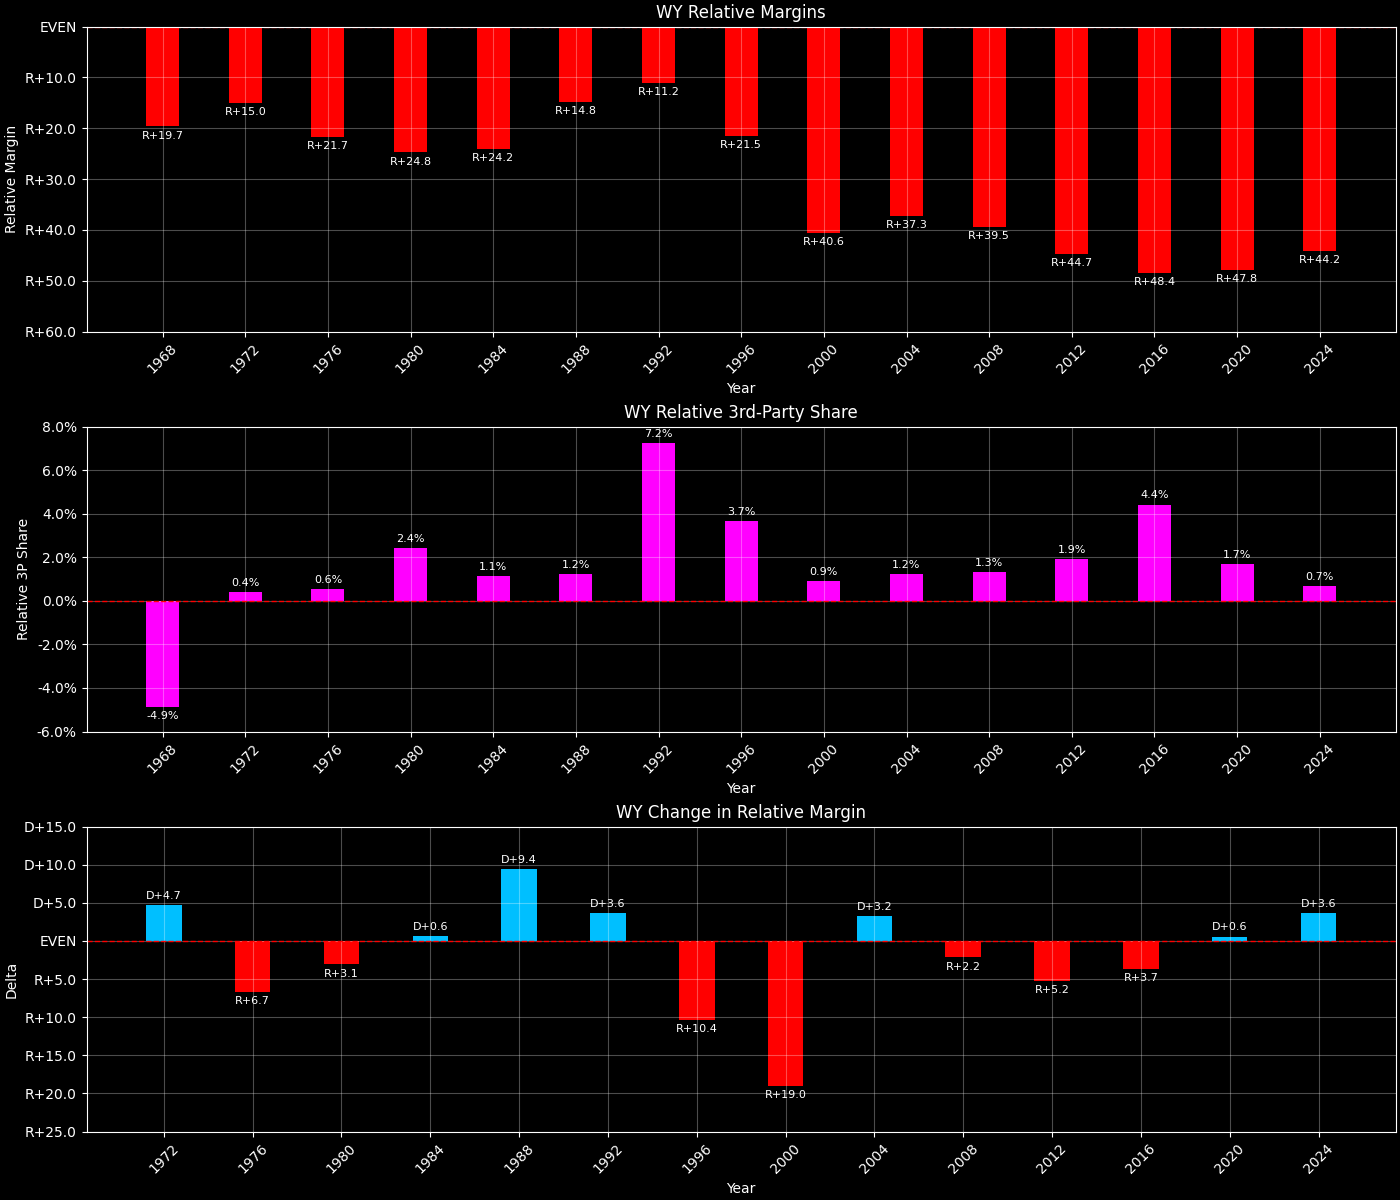 WY Relative Margins
EVEN
R+10.0
R+20.0
R+30.0
R+40.0
R+50.0
R+60.0
Relative Margin
R+19.7
R+15.0
R+21.7
R+24.8
R+24.2
R+14.8
R+11.2
R+21.5
R+40.6
R+37.3
R+39.5
R+44.7
R+48.4
R+47.8
R+44.2
1968
1972
1976
1980
1984
1988
1992
1996
2000
2004
2008
2012
2016
2020
2024
Year
WY Relative 3rd-Party Share
8.0%
6.0%
4.0%
2.0%
0.0%
-2.0%
-4.0%
-6.0%
Relative 3P Share
-4.9%
0.4%
0.6%
2.4%
1.1%
1.2%
7.2%
3.7%
0.9%
1.2%
1.3%
1.9%
4.4%
1.7%
0.7%
1968
1972
1976
1980
1984
1988
1992
1996
2000
2004
2008
2012
2016
2020
2024
Year
WY Change in Relative Margin
D+15.0
D+10.0
D+5.0
EVEN
R+5.0
R+10.0
R+15.0
R+20.0
R+25.0
Delta
D+4.7
R+6.7
R+3.1
D+0.6
D+9.4
D+3.6
R+10.4
R+19.0
D+3.2
R+2.2
R+5.2
R+3.7
D+0.6
D+3.6
1972
1976
1980
1984
1988
1992
1996
2000
2004
2008
2012
2016
2020
2024
Year